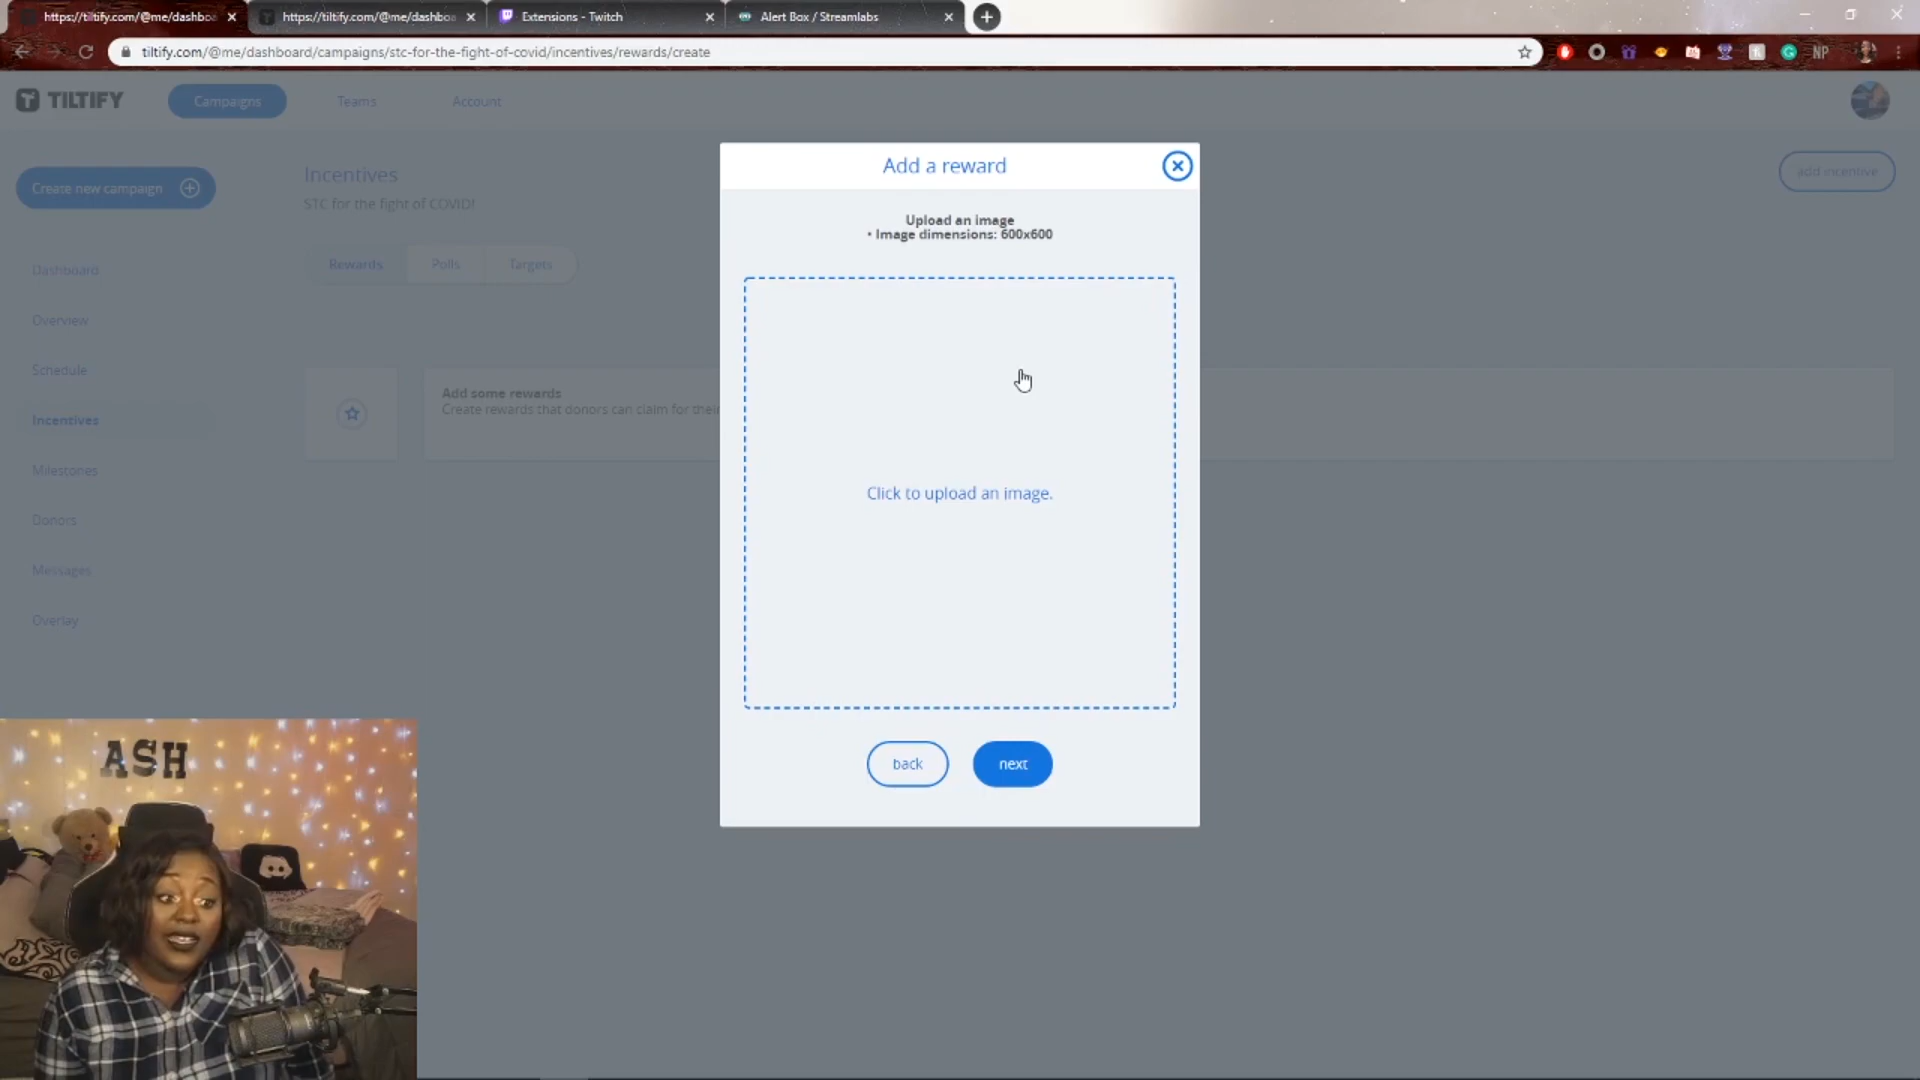 https://tiltify.com/@me/dashboa
https://tiltify.com/@me/dashboa
Extensions - Twitch
Alert Box / Streamlabs
tiltify.com/@me/dashboard/campaigns/stc-for-the-fight-of-covid/incentives/rewards/create
NP
TILTIFY
Campaigns
Teams
Account
Add a reward
Create new campaign
Incentives
add incentive
STC for the fight of COVID!
Upload an image
• Image dimensions: 600x600
Rewards
Polls
Targets
Dashboard
Overview
Schedule
Add some rewards
Create rewards that donors can claim for their
Incentives
Milestones
Click to upload an image.
Donors
Messages
Overlay
back
next
ASH